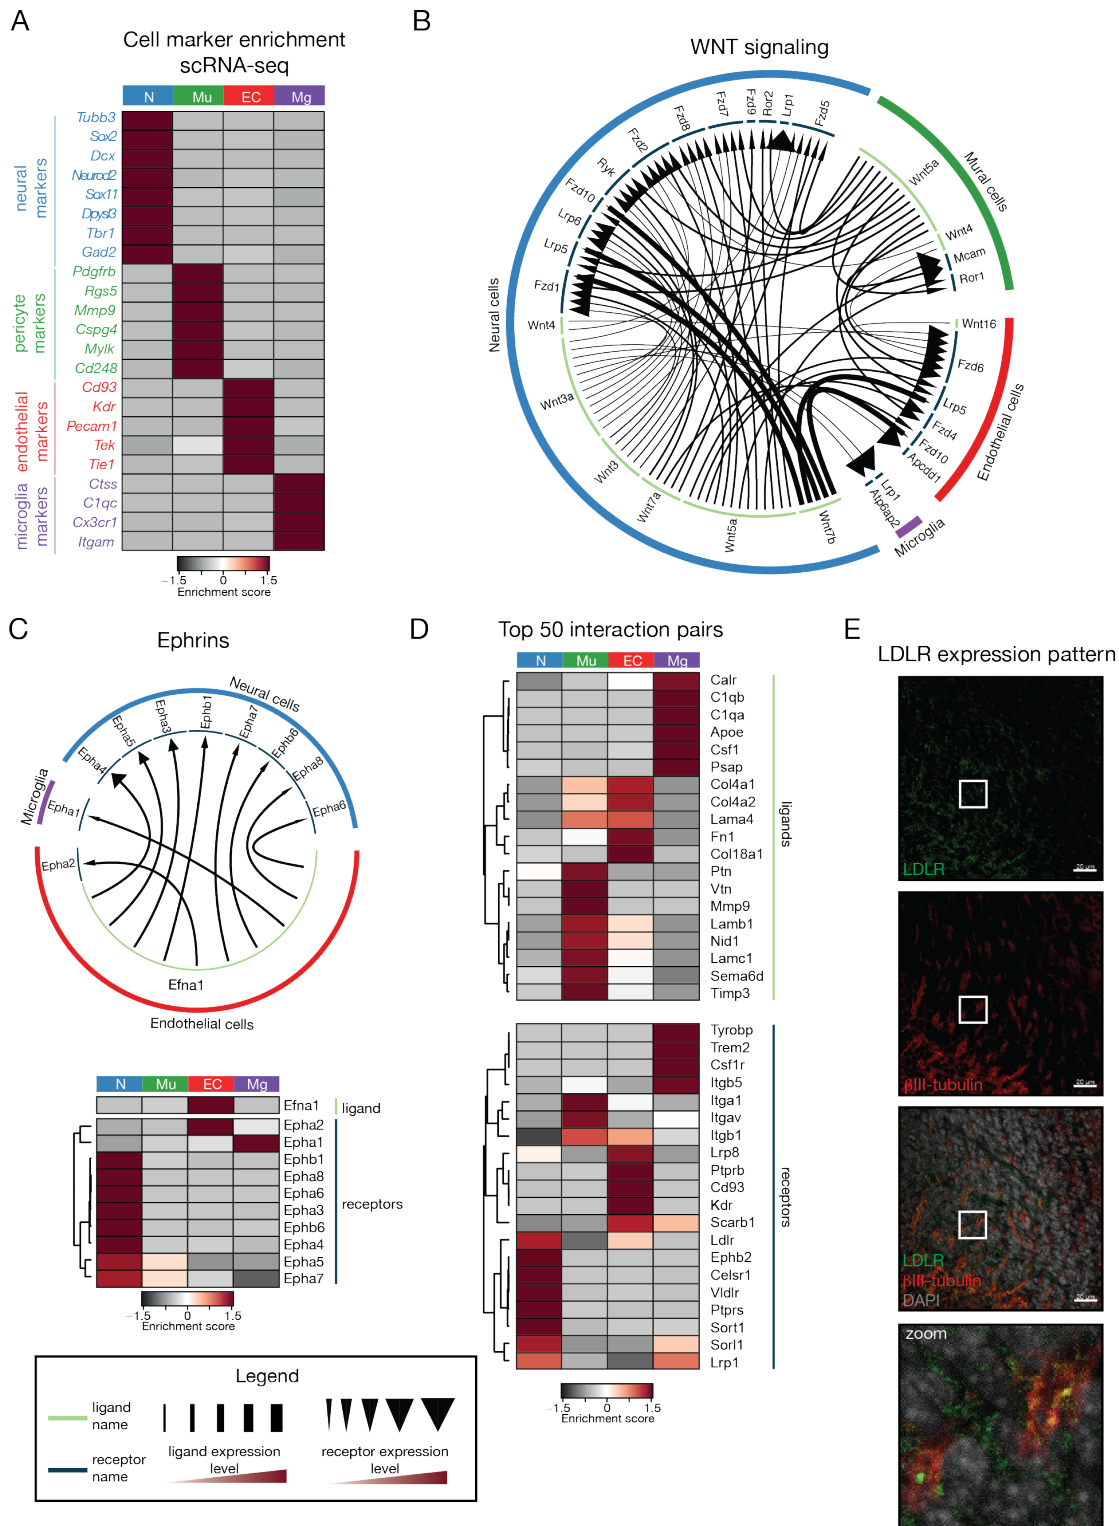 A
Cell marker enrichment
scRNA-seq
N Mu EC Mg
neural
markers
Tubb3
Sox2
Dcx
Neurod2
Sox11
Dpysl3
Tbr1
Gad2
pericyte
markers
Pdgfrb
Rgs5
Mmp9
Cspg4
Mylk
Cd248
endothelial
markers
Cd93
Kdr
Pecam1
Tek
Tie1
microglia
markers
Ctss
C1qc
Cx3cr1
Itgam
−1.5 0 1.5
Enrichment score
B
WNT signaling
Neural cells
Wnt4
Fzd1
Lrp5
Lrp6
Fzd10
Ryk
Fzd2
Fzd8
Fzd7
Fzd9
Ror2
Lrp1
Fzd5
Mural cells
Wnt5a
Wnt4
Mcam
Ror1
Endothelial cells
Wnt16
Fzd6
Lrp5
Fzd4
Fzd10
Apcdd1
Microglia
Lrp1
Atp6ap2
Wnt7b
Wnt5a
Wnt7a
Wnt3
Wnt3a
C
Ephrins
Neural cells
Epha4
Epha5
Epha3
Ephb1
Epha7
Ephb6
Epha8
Epha6
Microglia
Epha1
Epha2
Efna1
Endothelial cells
N Mu EC Mg
Efna1
ligand
Epha2
Epha1
Ephb1
Epha8
Epha6
Epha3
Ephb6
Epha4
Epha5
Epha7
receptors
−1.5 0 1.5
Enrichment score
D
Top 50 interaction pairs
N Mu EC Mg
Calr
C1qb
C1qa
Apoe
Csf1
Psap
Col4a1
Col4a2
Lama4
Fn1
Col18a1
Ptn
Vtn
Mmp9
Lamb1
Nid1
Lamc1
Sema6d
Timp3
ligands
Tyrobp
Trem2
Csf1r
Itgb5
Itga1
Itgav
Itgb1
Lrp8
Ptprb
Cd93
Kdr
Scarb1
Ldlr
Ephb2
Celsr1
Vldlr
Ptprs
Sort1
Sorl1
Lrp1
receptors
−1.5 0 1.5
Enrichment score
E
LDLR expression pattern
LDLR
20 µm
βIII-tubulin
20 µm
LDLR
βIII-tubulin
DAPI
20 µm
zoom
Legend
ligand
name
receptor
name
ligand expression
level
receptor expression
level